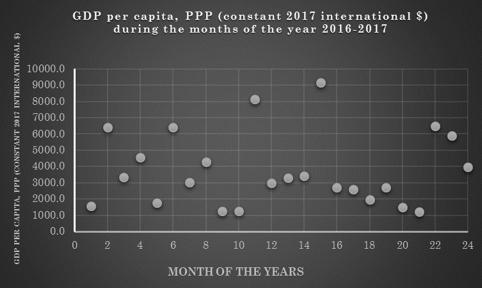 GDP per capita, PPP (constant 2017 international $)
during the months of the year 2016-2017
GDP PER CAPITA, PPP (CONSTANT 2017 INTERNATIONAL $)
10000.0
9000.0
8000.0
7000.0
6000.0
5000.0
4000.0
3000.0
2000.0
1000.0
0.0
0 2 4 6 8 10 12 14 16 18 20 22 24
MONTH OF THE YEARS